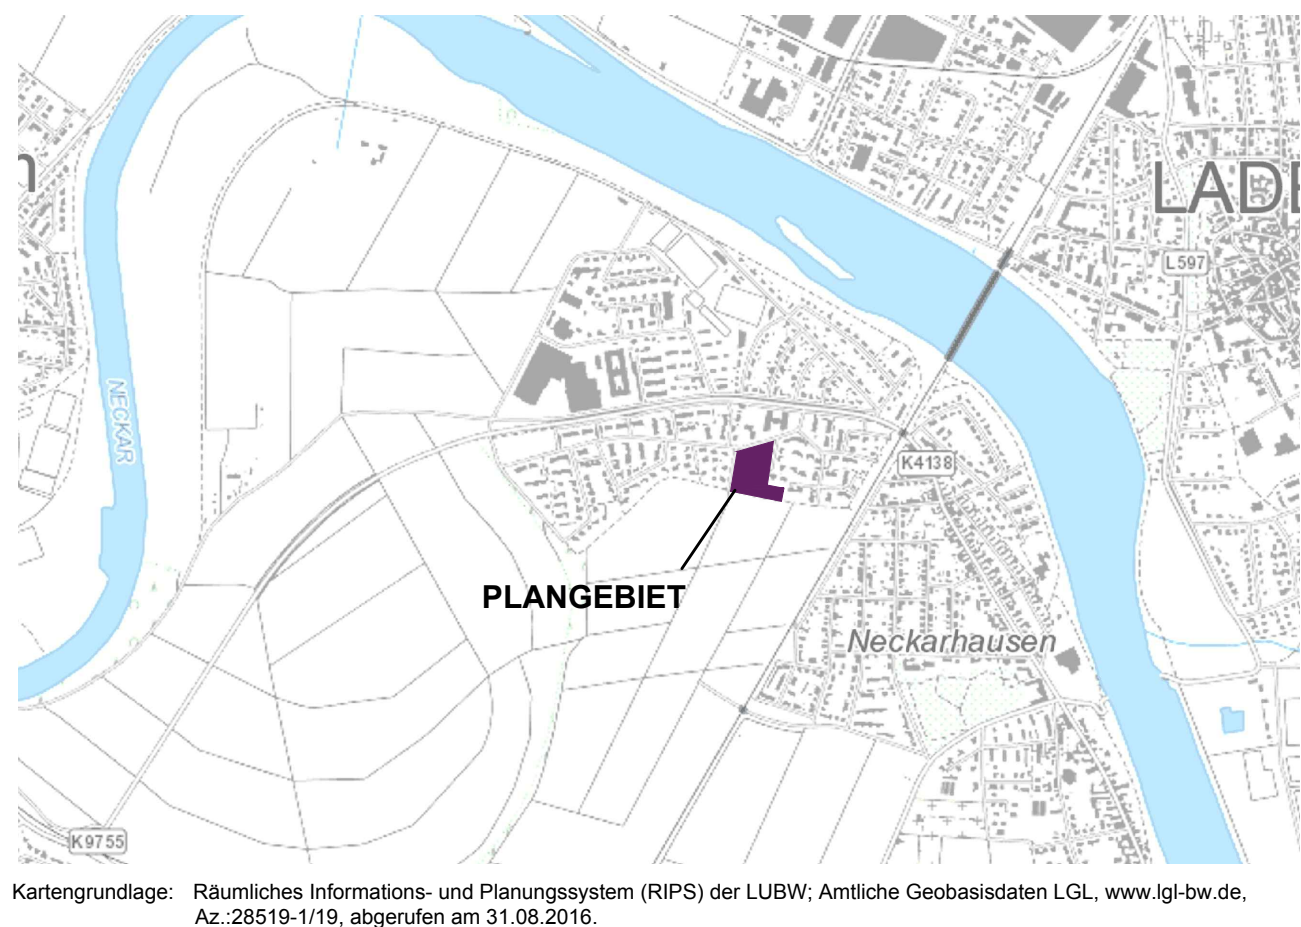 LADE
L597
NECKAR
K4138
PLANGEBIET
Neckarhausen
K9755
Kartengrundlage: Räumliches Informations- und Planungssystem (RIPS) der LUBW; Amtliche Geobasisdaten LGL, www.lgl-bw.de,
Az.:28519-1/19, abgerufen am 31.08.2016.